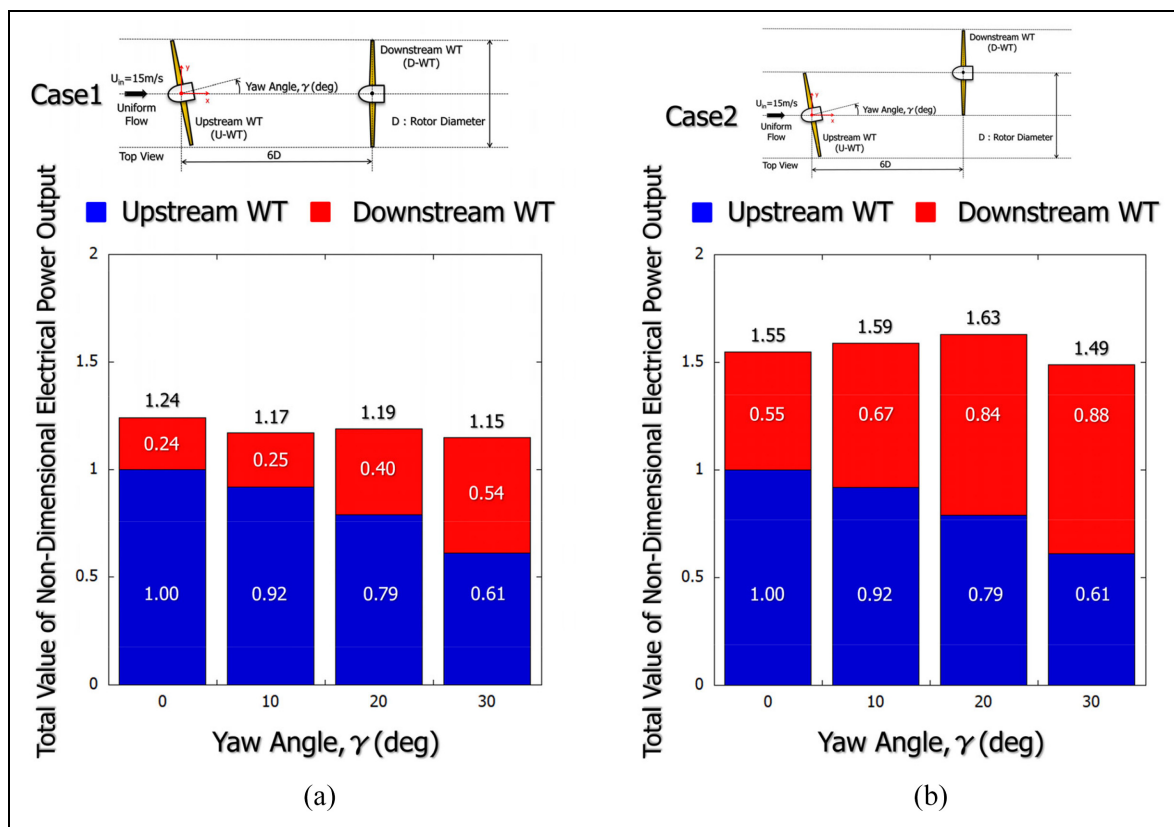 Case1
U_in=15m/s
Uniform
Flow
Top View
y
x
Yaw Angle, γ (deg)
Upstream WT
(U-WT)
6D
Downstream WT
(D-WT)
D : Rotor Diameter
Upstream WT
Downstream WT
Total Value of Non-Dimensional Electrical Power Output
2
1.5
1
0.5
0
1.24
0.24
1.00
1.17
0.25
0.92
1.19
0.40
0.79
1.15
0.54
0.61
0
10
20
30
Yaw Angle, γ (deg)
(a)
Case2
U_in=15m/s
Uniform
Flow
Top View
y
x
Yaw Angle, γ (deg)
Upstream WT
(U-WT)
6D
Downstream WT
(D-WT)
D : Rotor Diameter
Upstream WT
Downstream WT
Total Value of Non-Dimensional Electrical Power Output
2
1.5
1
0.5
0
1.55
0.55
1.00
1.59
0.67
0.92
1.63
0.84
0.79
1.49
0.88
0.61
0
10
20
30
Yaw Angle, γ (deg)
(b)